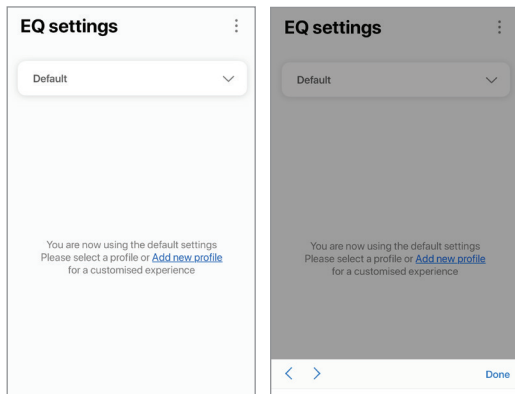 EQ settings
Default
You are now using the default settings
Please select a profile or Add new profile
for a customised experience
EQ settings
Default
You are now using the default settings
Please select a profile or Add new profile
for a customised experience
Done